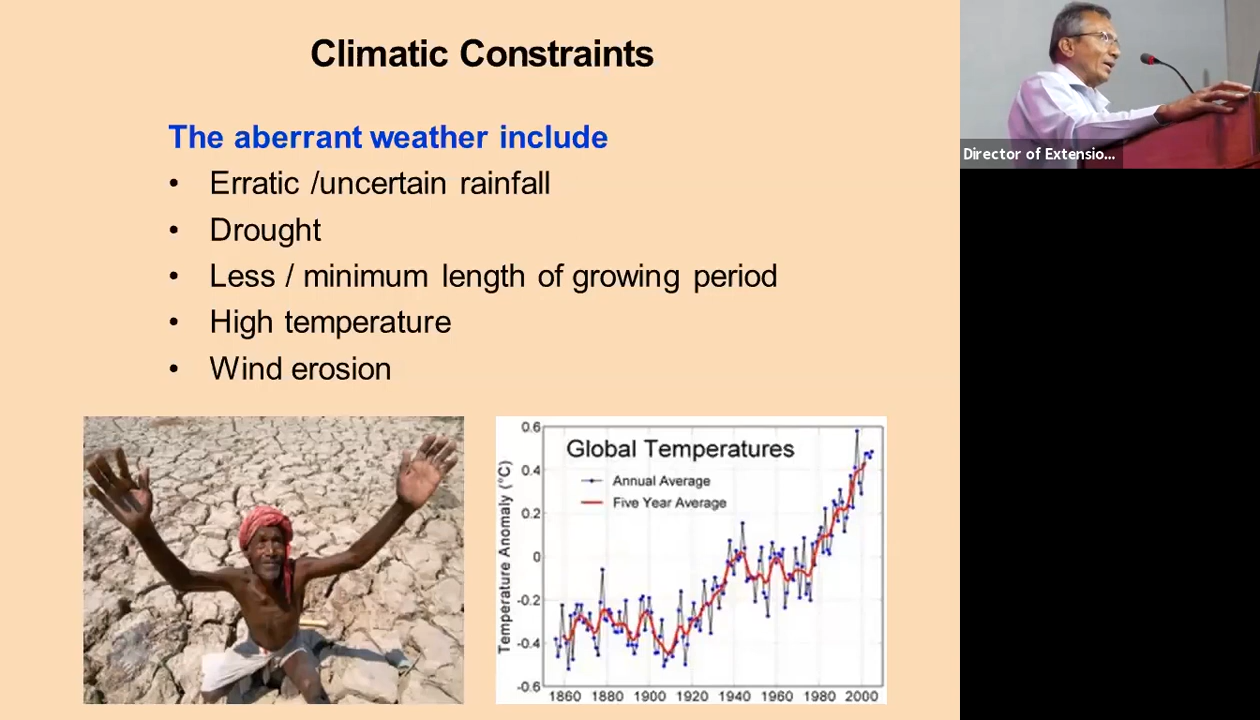 Climatic Constraints
The aberrant weather include
• Erratic /uncertain rainfall
• Drought
• Less / minimum length of growing period
• High temperature
• Wind erosion
Global Temperatures
Annual Average
Five Year Average
Temperature Anomaly (°C)
0.6
0.4
0.2
0
-0.2
-0.4
-0.6
1860 1880 1900 1920 1940 1960 1980 2000
Director of Extensio...